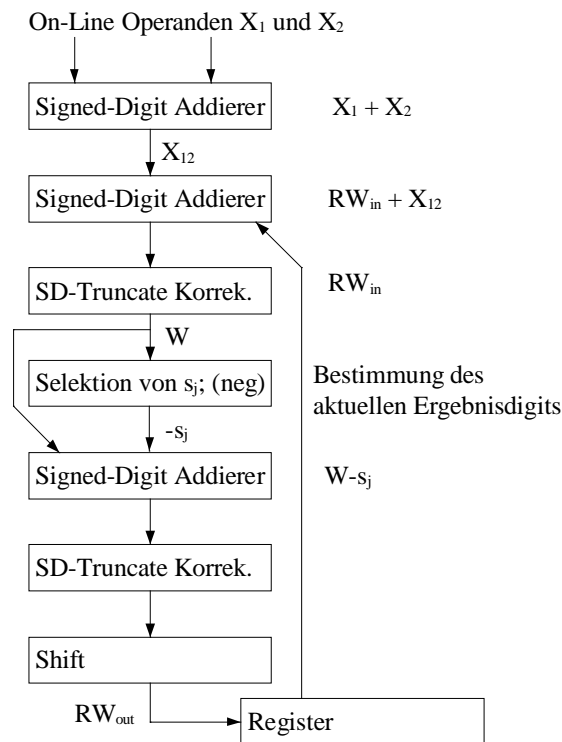 On-Line Operanden X₁ und X₂
Signed-Digit Addierer
X₁ + X₂
X₁₂
Signed-Digit Addierer
RWᵢₙ + X₁₂
SD-Truncate Korrek.
RWᵢₙ
W
Selektion von sⱼ; (neg)
Bestimmung des
aktuellen Ergebnisdigits
-sⱼ
Signed-Digit Addierer
W-sⱼ
SD-Truncate Korrek.
Shift
RWₒᵤₜ
Register